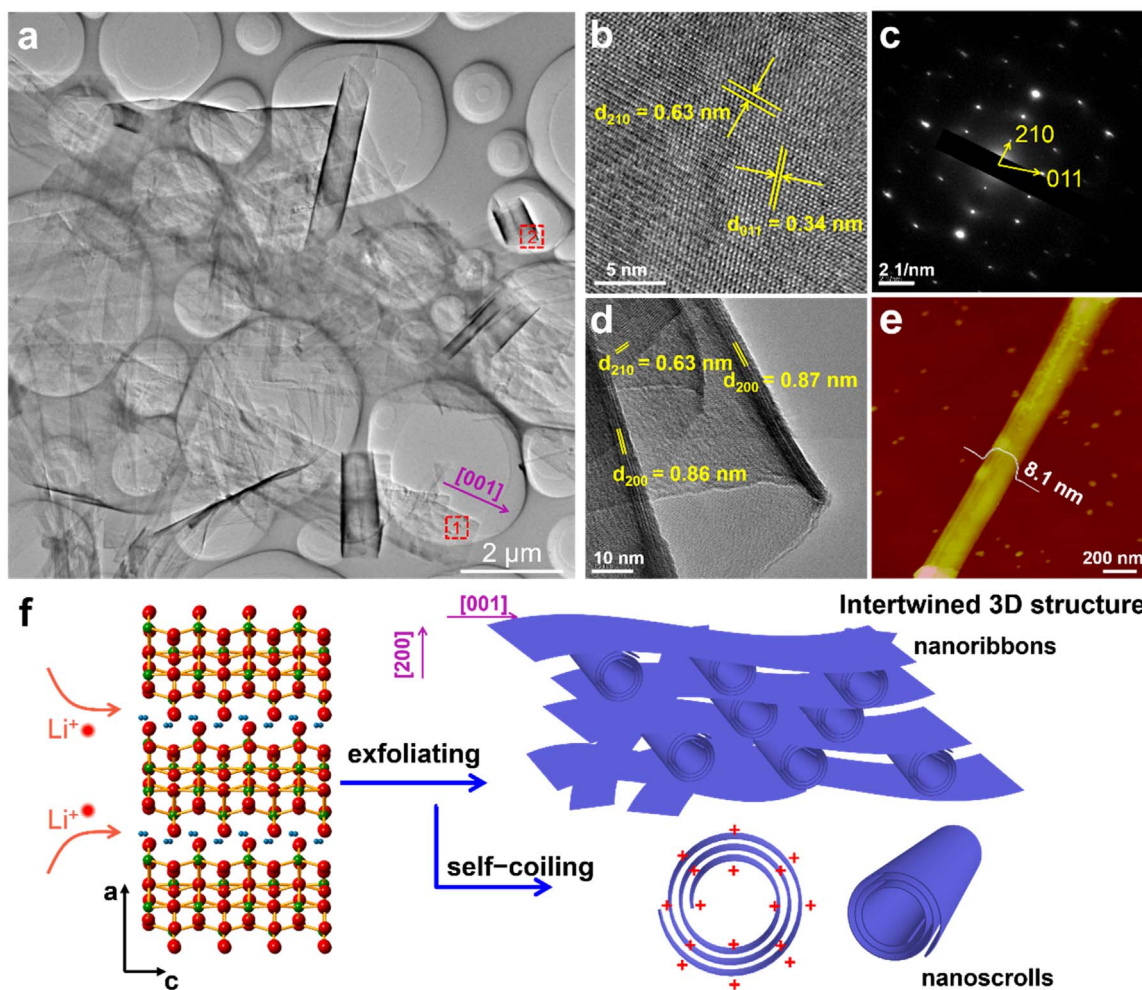 a
2
[001]
1
2 μm
b
d210 = 0.63 nm
d011 = 0.34 nm
5 nm
c
210
011
2 1/nm
d
d210 = 0.63 nm
d200 = 0.87 nm
d200 = 0.86 nm
10 nm
e
8.1 nm
200 nm
f
Li+
Li+
a
c
exfoliating
self−coiling
[001]
[200]
Intertwined 3D structure
nanoribbons
+ + + + + + + + + + + + + + + +
nanoscrolls